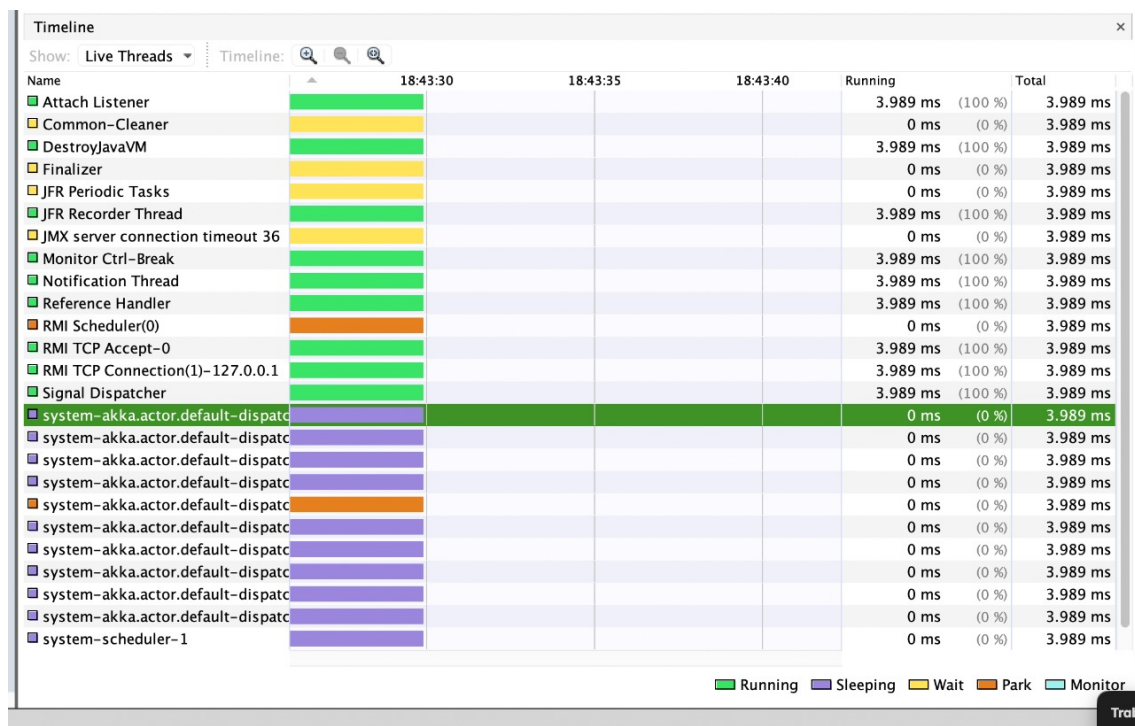 Timeline ×
Show: Live Threads Timeline:
Name 18:43:30 18:43:35 18:43:40 Running Total
Attach Listener 3.989 ms (100 %) 3.989 ms
Common-Cleaner 0 ms (0 %) 3.989 ms
DestroyJavaVM 3.989 ms (100 %) 3.989 ms
Finalizer 0 ms (0 %) 3.989 ms
JFR Periodic Tasks 0 ms (0 %) 3.989 ms
JFR Recorder Thread 3.989 ms (100 %) 3.989 ms
JMX server connection timeout 36 0 ms (0 %) 3.989 ms
Monitor Ctrl-Break 3.989 ms (100 %) 3.989 ms
Notification Thread 3.989 ms (100 %) 3.989 ms
Reference Handler 3.989 ms (100 %) 3.989 ms
RMI Scheduler(0) 0 ms (0 %) 3.989 ms
RMI TCP Accept-0 3.989 ms (100 %) 3.989 ms
RMI TCP Connection(1)-127.0.0.1 3.989 ms (100 %) 3.989 ms
Signal Dispatcher 3.989 ms (100 %) 3.989 ms
system-akka.actor.default-dispatc 0 ms (0 %) 3.989 ms
system-akka.actor.default-dispatc 0 ms (0 %) 3.989 ms
system-akka.actor.default-dispatc 0 ms (0 %) 3.989 ms
system-akka.actor.default-dispatc 0 ms (0 %) 3.989 ms
system-akka.actor.default-dispatc 0 ms (0 %) 3.989 ms
system-akka.actor.default-dispatc 0 ms (0 %) 3.989 ms
system-akka.actor.default-dispatc 0 ms (0 %) 3.989 ms
system-akka.actor.default-dispatc 0 ms (0 %) 3.989 ms
system-akka.actor.default-dispatc 0 ms (0 %) 3.989 ms
system-akka.actor.default-dispatc 0 ms (0 %) 3.989 ms
system-scheduler-1 0 ms (0 %) 3.989 ms
Running Sleeping Wait Park Monitor